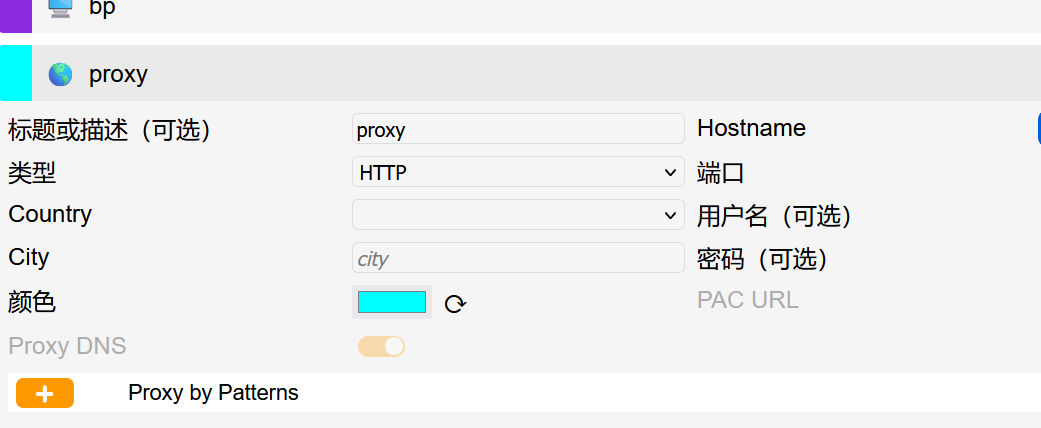 bp
proxy
标题或描述（可选） proxy Hostname
类型 HTTP 端口
Country 用户名（可选）
City city 密码（可选）
颜色 PAC URL
Proxy DNS
Proxy by Patterns